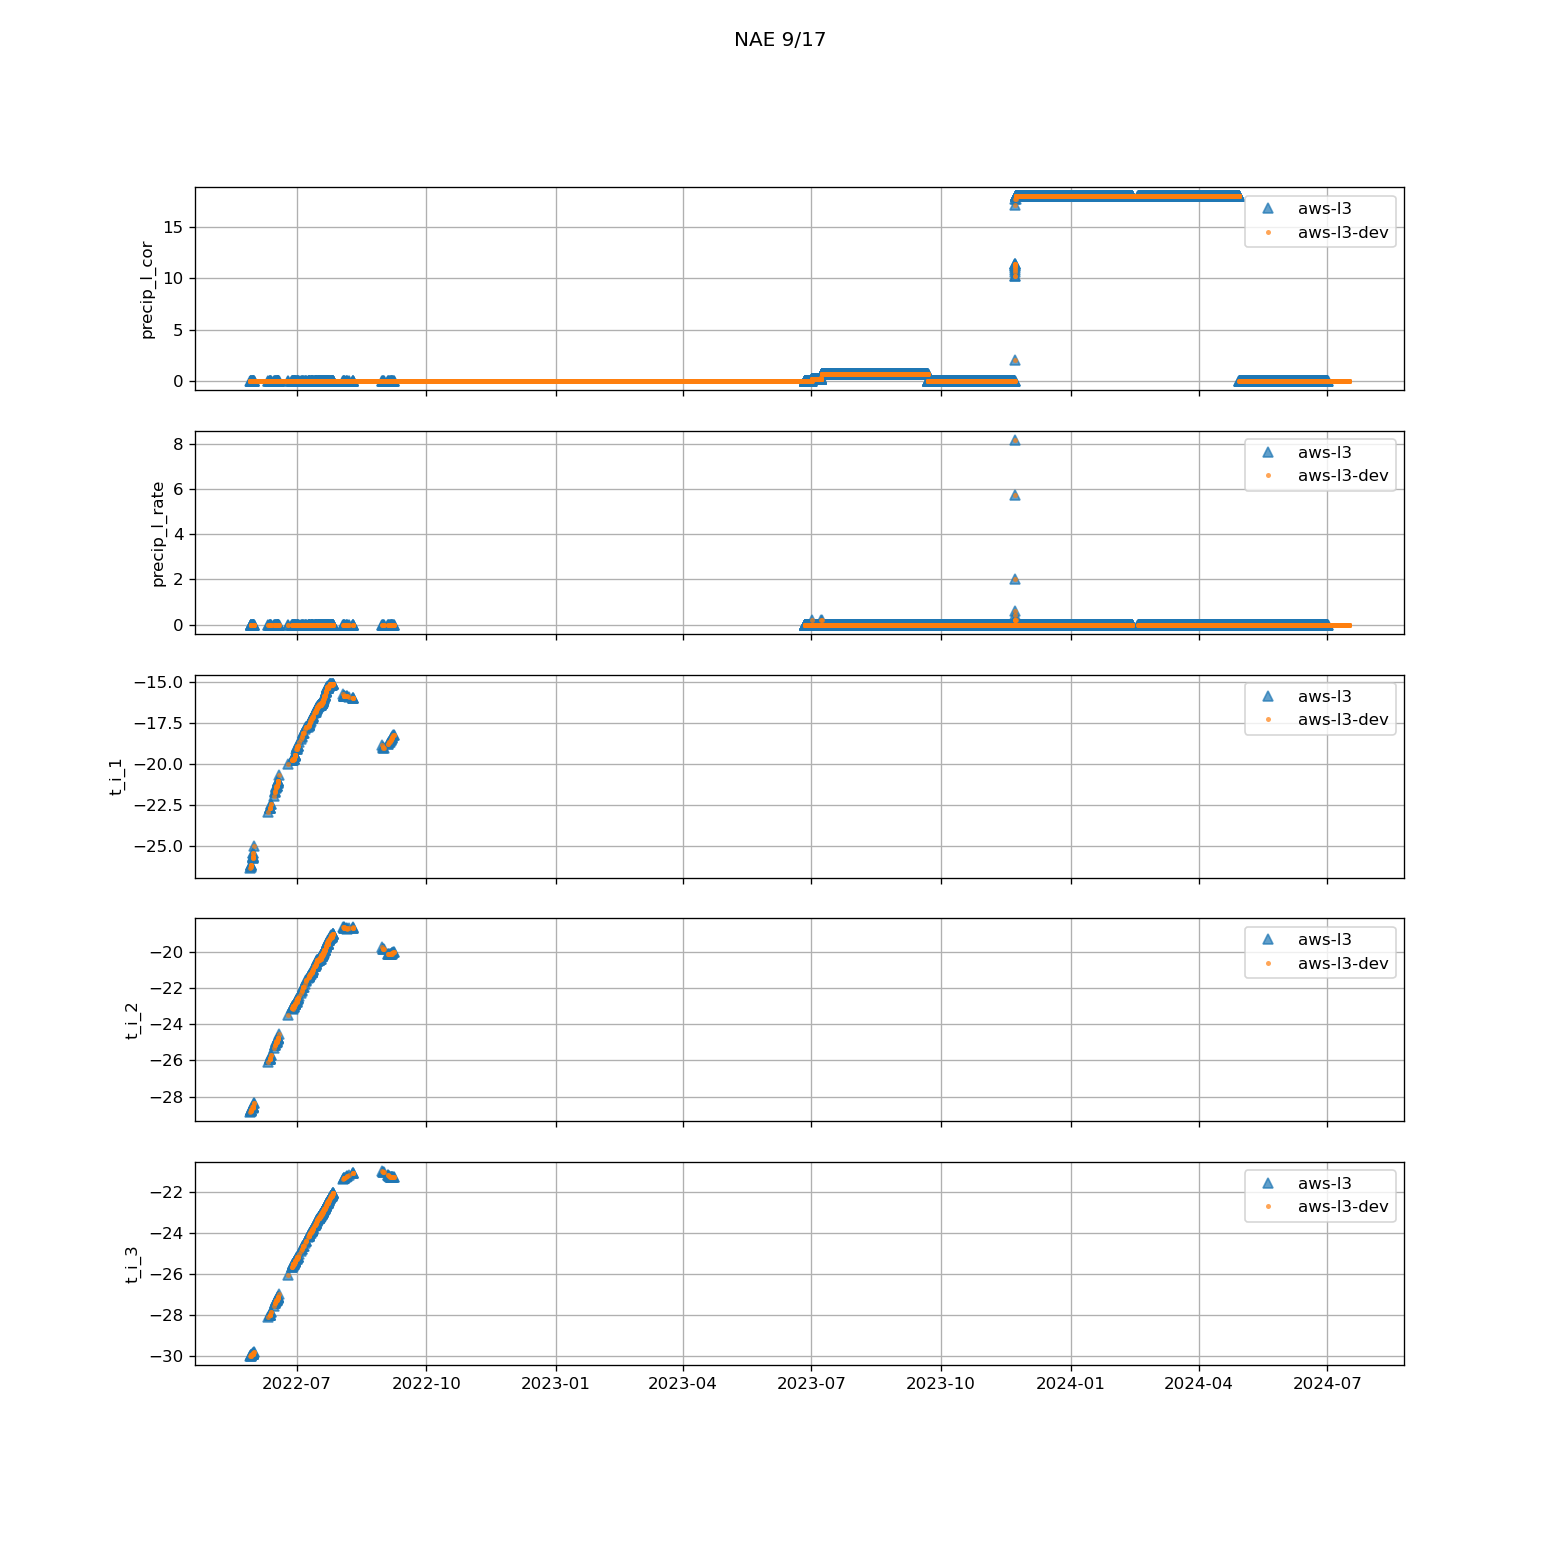 NAE 9/17
precip_l_cor
15
10
5
0
aws-l3
aws-l3-dev
precip_l_rate
8
6
4
2
0
aws-l3
aws-l3-dev
t_i_1
−15.0
−17.5
−20.0
−22.5
−25.0
aws-l3
aws-l3-dev
t_i_2
−20
−22
−24
−26
−28
aws-l3
aws-l3-dev
t_i_3
−22
−24
−26
−28
−30
aws-l3
aws-l3-dev
2022-07 2022-10 2023-01 2023-04 2023-07 2023-10 2024-01 2024-04 2024-07